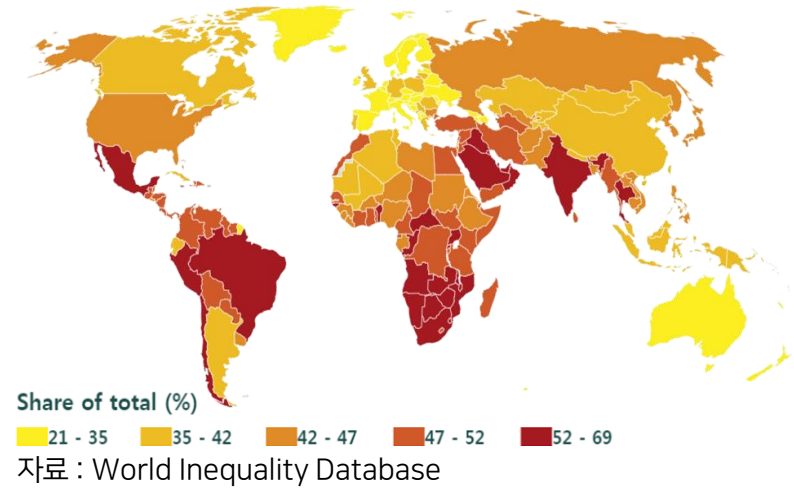 Share of total (%)
21 - 35 35 - 42 42 - 47 47 - 52 52 - 69
자료 : World Inequality Database